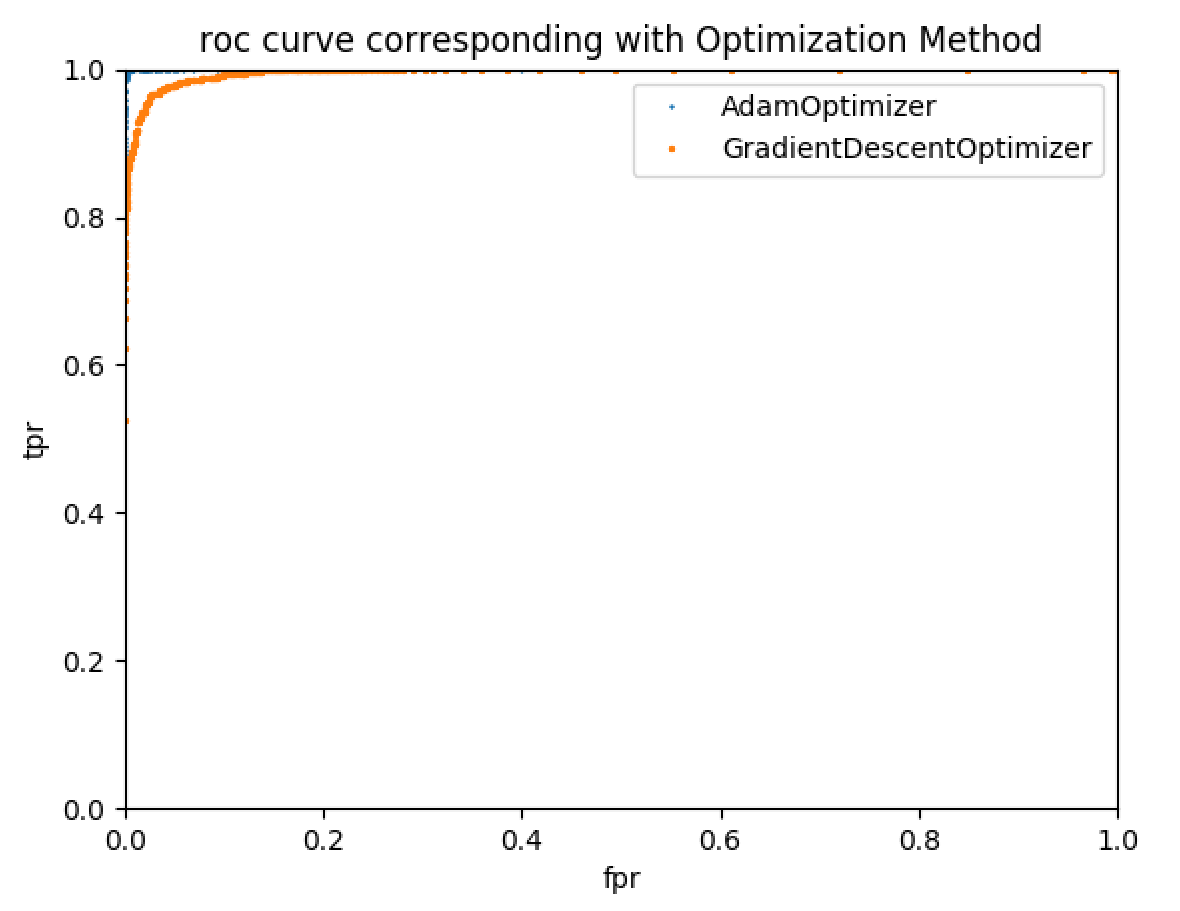 roc curve corresponding with Optimization Method
1.0
AdamOptimizer
GradientDescentOptimizer
0.8
0.6
tpr
0.4
0.2
0.0
0.0 0.2 0.4 0.6 0.8 1.0
fpr